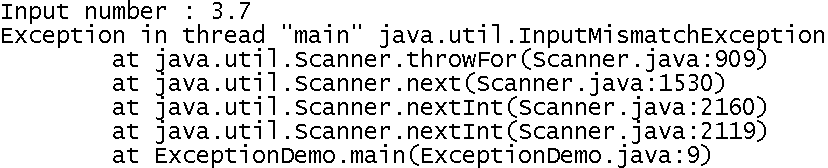 Input number : 3.7
Exception in thread "main" java.util.InputMismatchException
        at java.util.Scanner.throwFor(Scanner.java:909)
        at java.util.Scanner.next(Scanner.java:1530)
        at java.util.Scanner.nextInt(Scanner.java:2160)
        at java.util.Scanner.nextInt(Scanner.java:2119)
        at ExceptionDemo.main(ExceptionDemo.java:9)